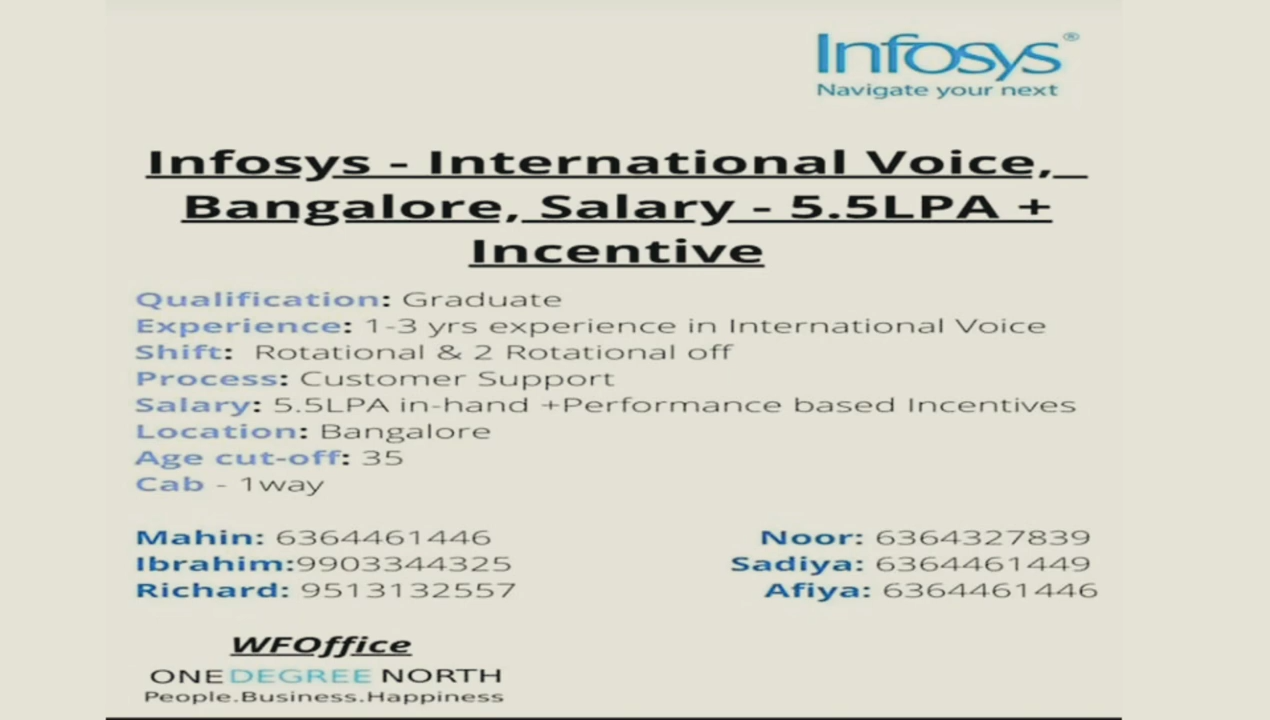 Infosys®
Navigate your next
Infosys - International Voice,
Bangalore, Salary - 5.5LPA +
Incentive
Qualification: Graduate
Experience: 1-3 yrs experience in International Voice
Shift: Rotational & 2 Rotational off
Process: Customer Support
Salary: 5.5LPA in-hand +Performance based Incentives
Location: Bangalore
Age cut-off: 35
Cab - 1way
Mahin: 6364461446 Noor: 6364327839
Ibrahim:9903344325 Sadiya: 6364461449
Richard: 9513132557 Afiya: 6364461446
WFOffice
ONE DEGREE NORTH
People.Business.Happiness